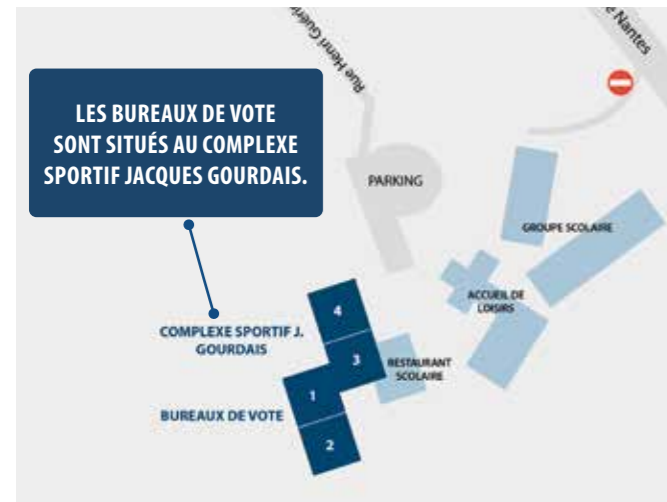 Rue Henri Guérin
Nantes
LES BUREAUX DE VOTE
SONT SITUÉS AU COMPLEXE
SPORTIF JACQUES GOURDAIS.
PARKING
GROUPE SCOLAIRE
ACCUEIL DE
LOISIRS
4
COMPLEXE SPORTIF J.
GOURDAIS
3
RESTAURANT
SCOLAIRE
1
BUREAUX DE VOTE
2